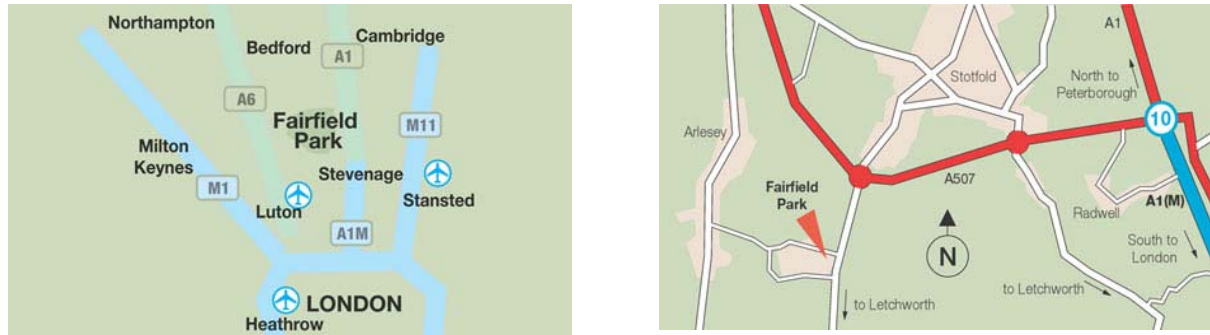 Northampton
Bedford
Cambridge
A1
A6
Fairfield
Park
M11
Milton
Keynes
Stevenage
M1
Luton
Stansted
A1M
LONDON
Heathrow
A1
Stotfold
North to
Peterborough
10
Arlesey
A507
Fairfield
Park
Radwell
A1(M)
N
South to
London
to Letchworth
to Letchworth